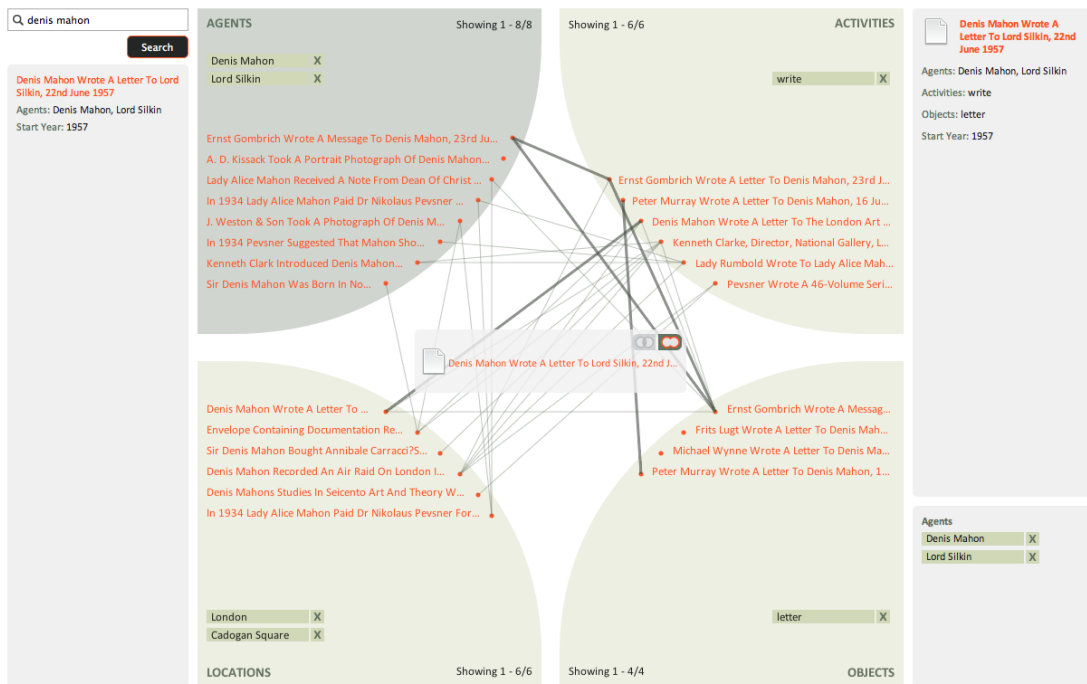 denis mahon
Search
Denis Mahon Wrote A Letter To Lord
Silkin, 22nd June 1957
Agents: Denis Mahon, Lord Silkin
Start Year: 1957
AGENTS
Showing 1 - 8/8
Denis Mahon X
Lord Silkin X
Ernst Gombrich Wrote A Message To Denis Mahon, 23rd Ju...
A. D. Kissack Took A Portrait Photograph Of Denis Mahon...
Lady Alice Mahon Received A Note From Dean Of Christ ...
In 1934 Lady Alice Mahon Paid Dr Nikolaus Pevsner ...
J. Weston & Son Took A Photograph Of Denis M...
In 1934 Pevsner Suggested That Mahon Sho...
Kenneth Clark Introduced Denis Mahon...
Sir Denis Mahon Was Born In No...
Showing 1 - 6/6
ACTIVITIES
write X
Ernst Gombrich Wrote A Letter To Denis Mahon, 23rd J...
Peter Murray Wrote A Letter To Denis Mahon, 16 Ju...
Denis Mahon Wrote A Letter To The London Art ...
Kenneth Clarke, Director, National Gallery, L...
Lady Rumbold Wrote To Lady Alice Mah...
Pevsner Wrote A 46-Volume Seri...
Denis Mahon Wrote A Letter To Lord Silkin, 22nd J...
Denis Mahon Wrote A Letter To ...
Envelope Containing Documentation Re...
Sir Denis Mahon Bought Annibale Carracci?S...
Denis Mahon Recorded An Air Raid On London I...
Denis Mahons Studies In Seicento Art And Theory W...
In 1934 Lady Alice Mahon Paid Dr Nikolaus Pevsner For...
London X
Cadogan Square X
LOCATIONS
Showing 1 - 6/6
Ernst Gombrich Wrote A Messag...
Frits Lugt Wrote A Letter To Denis Mah...
Michael Wynne Wrote A Letter To Denis Ma...
Peter Murray Wrote A Letter To Denis Mahon, 1...
letter X
Showing 1 - 4/4
OBJECTS
Denis Mahon Wrote A
Letter To Lord Silkin, 22nd
June 1957
Agents: Denis Mahon, Lord Silkin
Activities: write
Objects: letter
Start Year: 1957
Agents
Denis Mahon X
Lord Silkin X